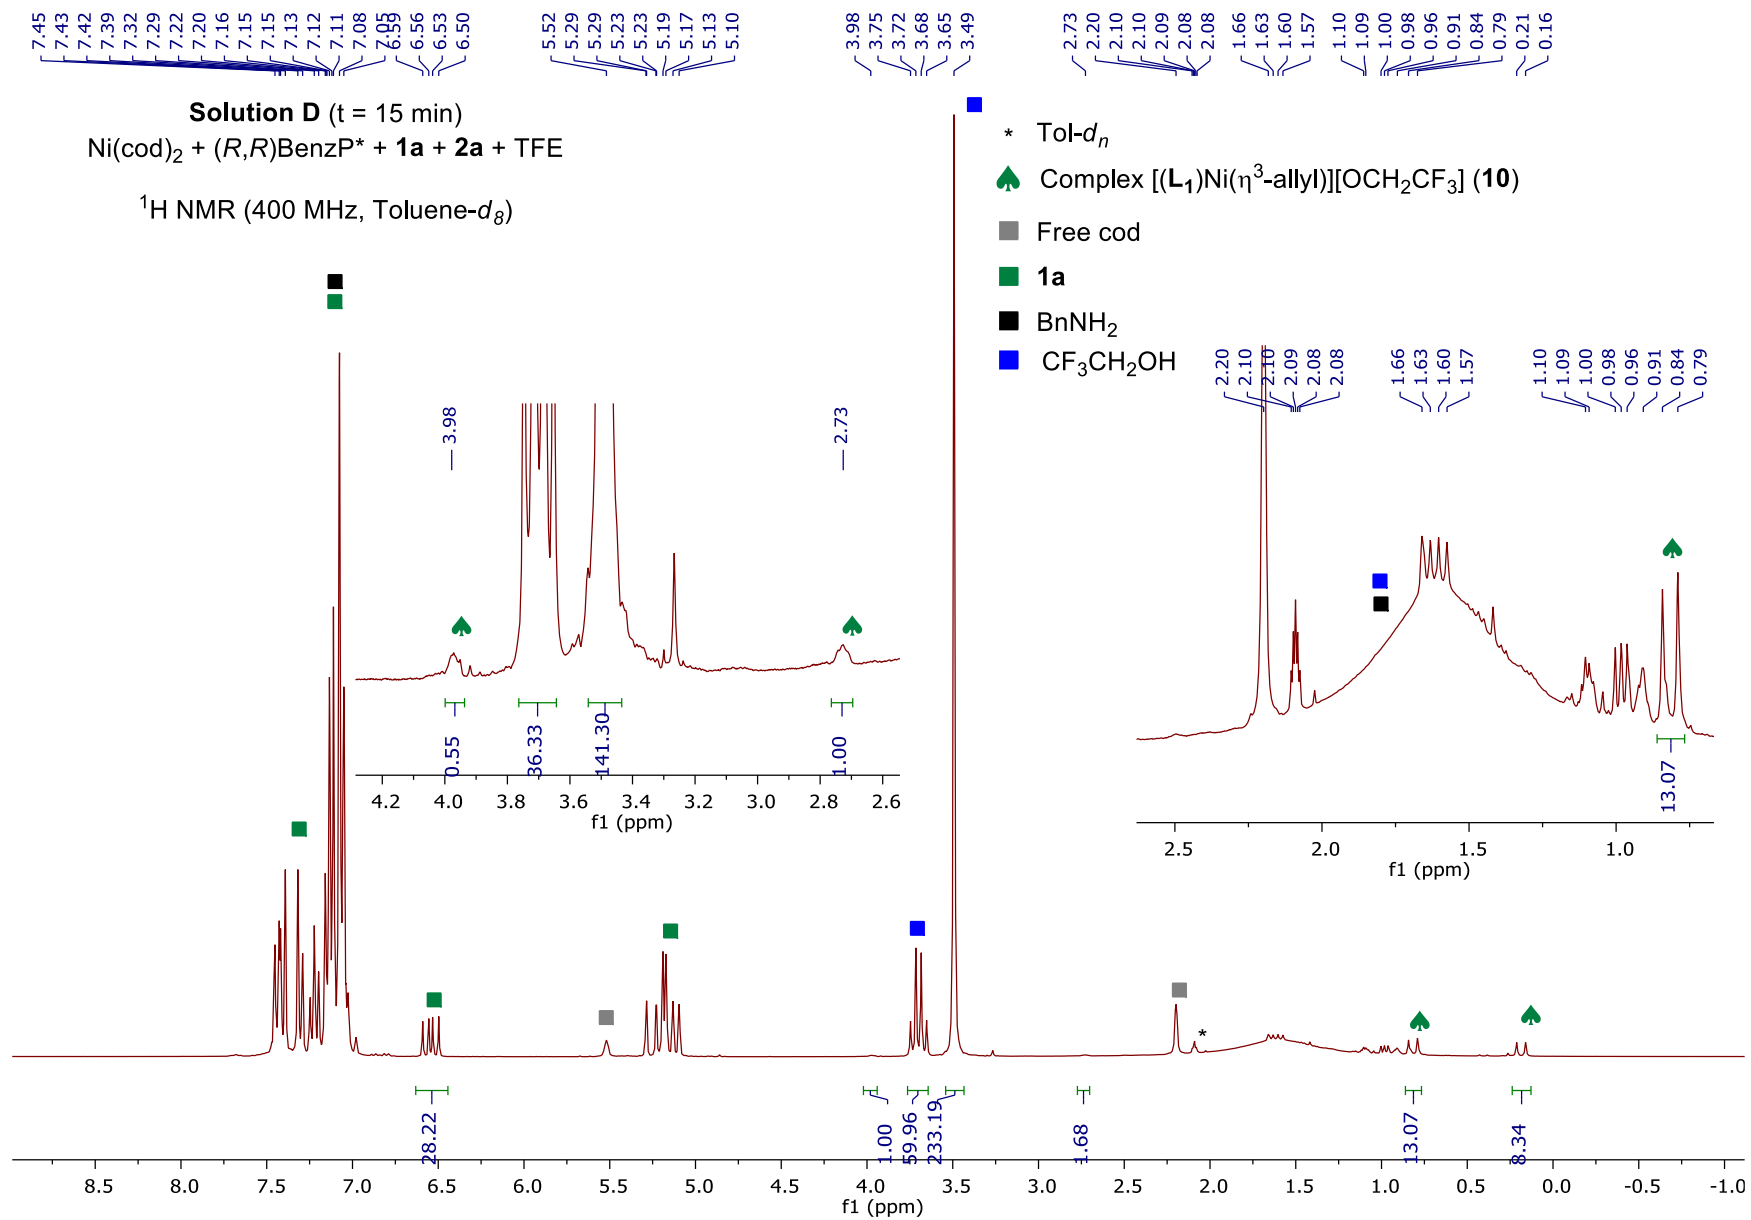 7.45 7.43 7.42 7.39 7.32 7.29 7.22 7.20 7.16 7.15 7.15 7.13 7.12 7.11 7.08 7.05 6.59 6.56 6.53 6.50 5.52 5.29 5.29 5.23 5.23 5.19 5.17 5.13 5.10 3.98 3.75 3.72 3.68 3.65 3.49 2.73 2.20 2.10 2.10 2.09 2.08 2.08 1.66 1.63 1.60 1.57 1.10 1.09 1.00 0.98 0.96 0.91 0.84 0.79 0.21 0.16
Solution D (t = 15 min)
Ni(cod)2 + (R,R)BenzP* + 1a + 2a + TFE
1H NMR (400 MHz, Toluene-d8)
* Tol-dn
Complex [(L1)Ni(η3-allyl)][OCH2CF3] (10)
Free cod
1a
BnNH2
CF3CH2OH
3.98 2.73
0.55 36.33 141.30 1.00
4.2 4.0 3.8 3.6 3.4 3.2 3.0 2.8 2.6
f1 (ppm)
2.20 2.10 2.10 2.09 2.08 2.08 1.66 1.63 1.60 1.57 1.10 1.09 1.00 0.98 0.96 0.91 0.84 0.79
13.07
2.5 2.0 1.5 1.0
f1 (ppm)
*
28.22 1.00 59.96 233.19 1.68 13.07 8.34
8.5 8.0 7.5 7.0 6.5 6.0 5.5 5.0 4.5 4.0 3.5 3.0 2.5 2.0 1.5 1.0 0.5 0.0 -0.5 -1.0
f1 (ppm)